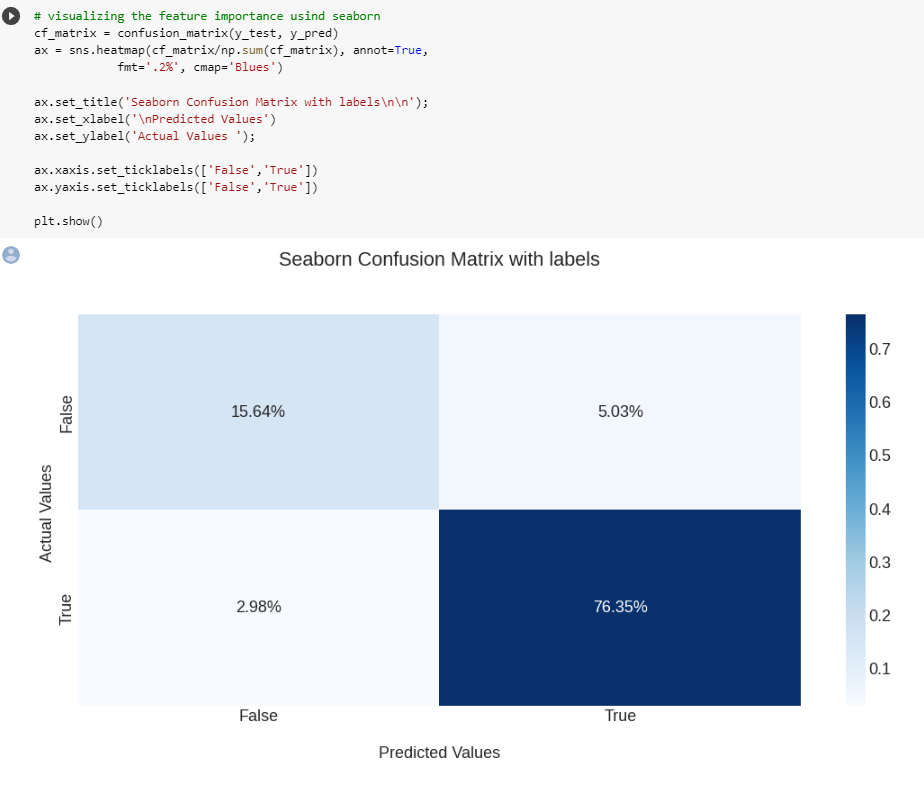 # visualizing the feature importance usind seaborn
cf_matrix = confusion_matrix(y_test, y_pred)
ax = sns.heatmap(cf_matrix/np.sum(cf_matrix), annot=True,
            fmt='.2%', cmap='Blues')
ax.set_title('Seaborn Confusion Matrix with labels\n\n');
ax.set_xlabel('\nPredicted Values')
ax.set_ylabel('Actual Values ');
ax.xaxis.set_ticklabels(['False','True'])
ax.yaxis.set_ticklabels(['False','True'])
plt.show()
Seaborn Confusion Matrix with labels
Actual Values
False
15.64%
5.03%
True
2.98%
76.35%
False
True
Predicted Values
0.7
0.6
0.5
0.4
0.3
0.2
0.1